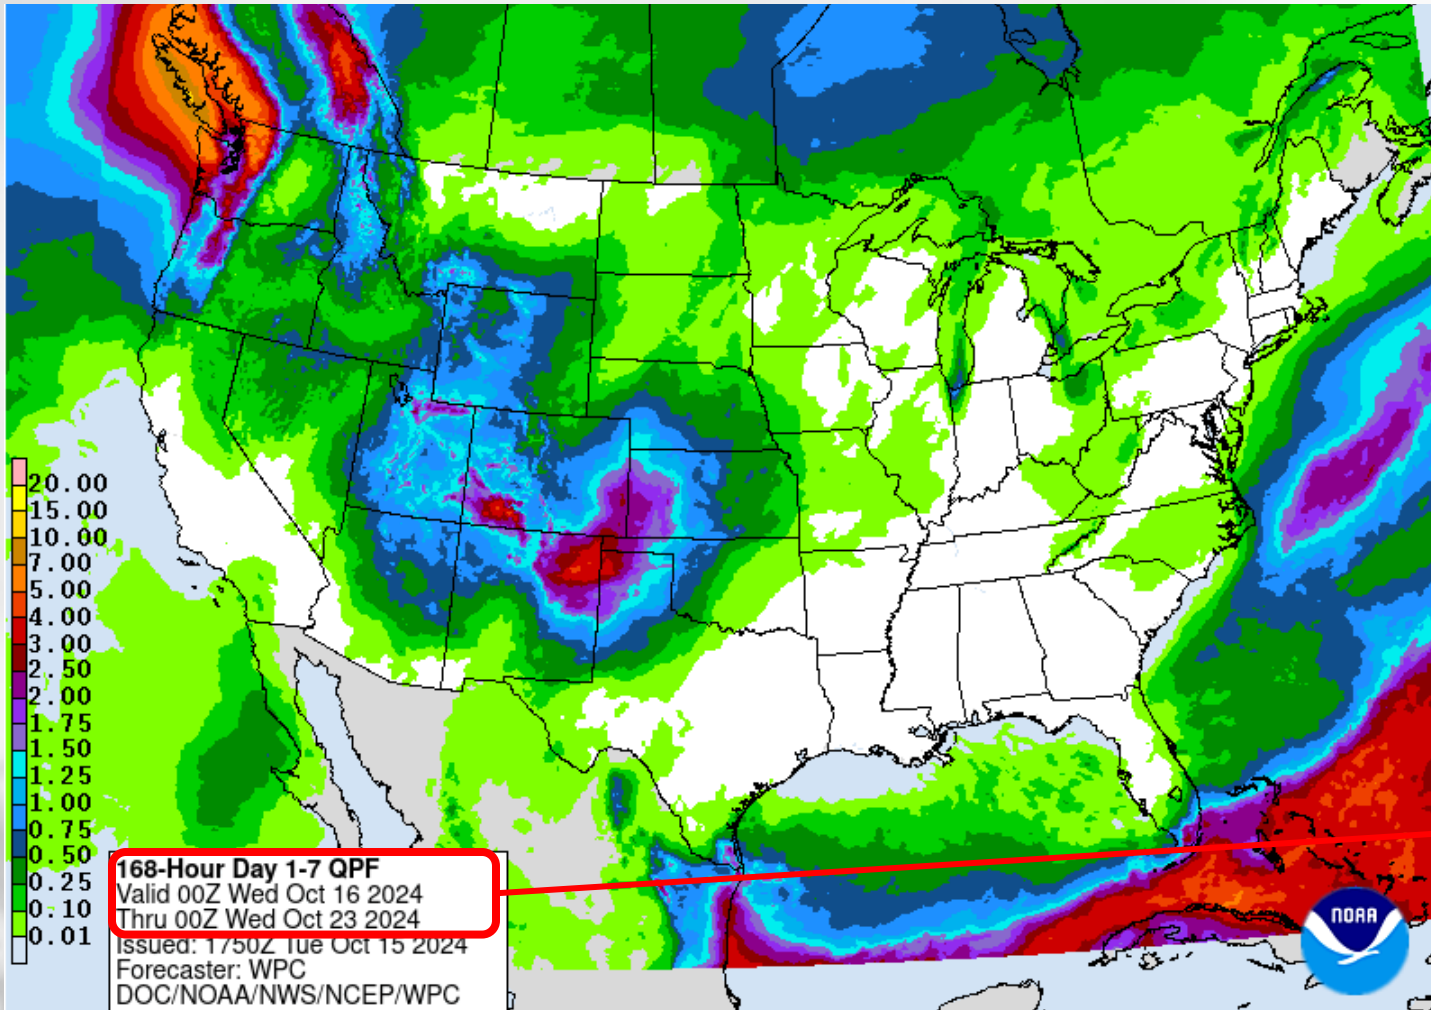 20.00
15.00
10.00
7.00
5.00
4.00
3.00
2.50
2.00
1.75
1.50
1.25
1.00
0.75
0.50
0.25
0.10
0.01
168-Hour Day 1-7 QPF
Valid 00Z Wed Oct 16 2024
Thru 00Z Wed Oct 23 2024
Issued: 1750Z Tue Oct 15 2024
Forecaster: WPC
DOC/NOAA/NWS/NCEP/WPC
NOAA